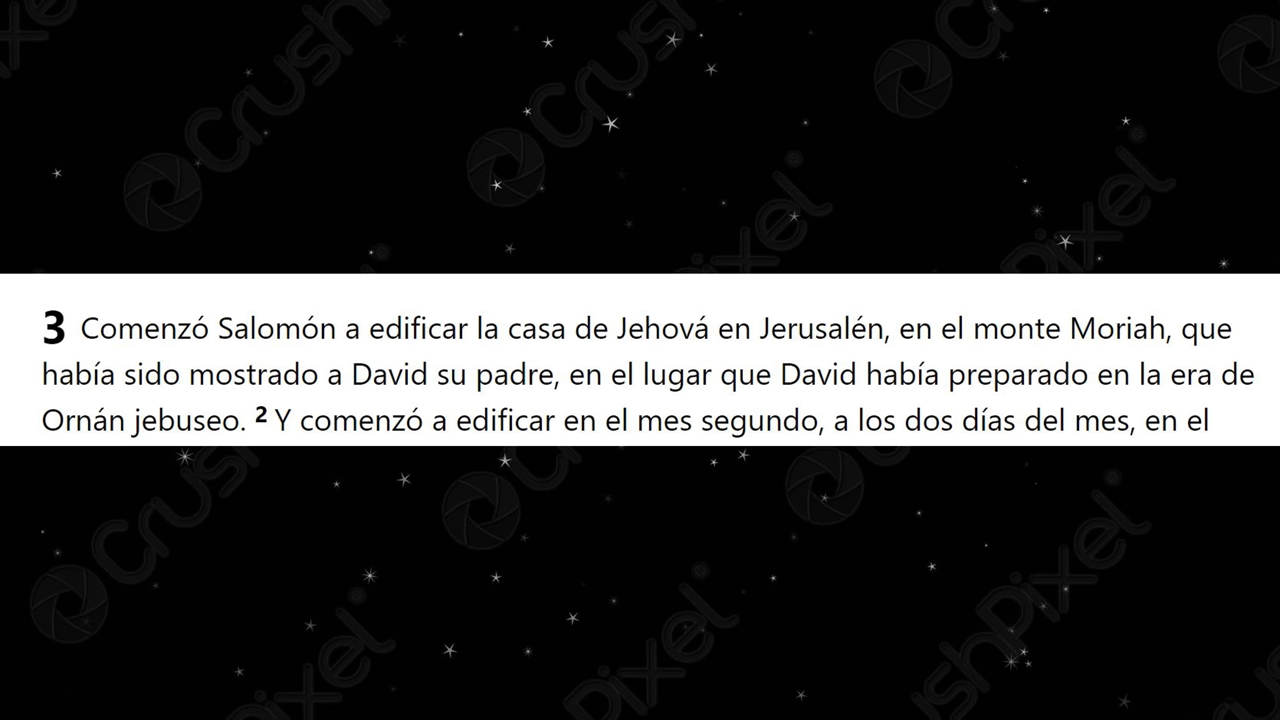 3 Comenzó Salomón a edificar la casa de Jehová en Jerusalén, en el monte Moriah, que
había sido mostrado a David su padre, en el lugar que David había preparado en la era de
Ornán jebuseo. 2 Y comenzó a edificar en el mes segundo, a los dos días del mes, en el
CrushPixel